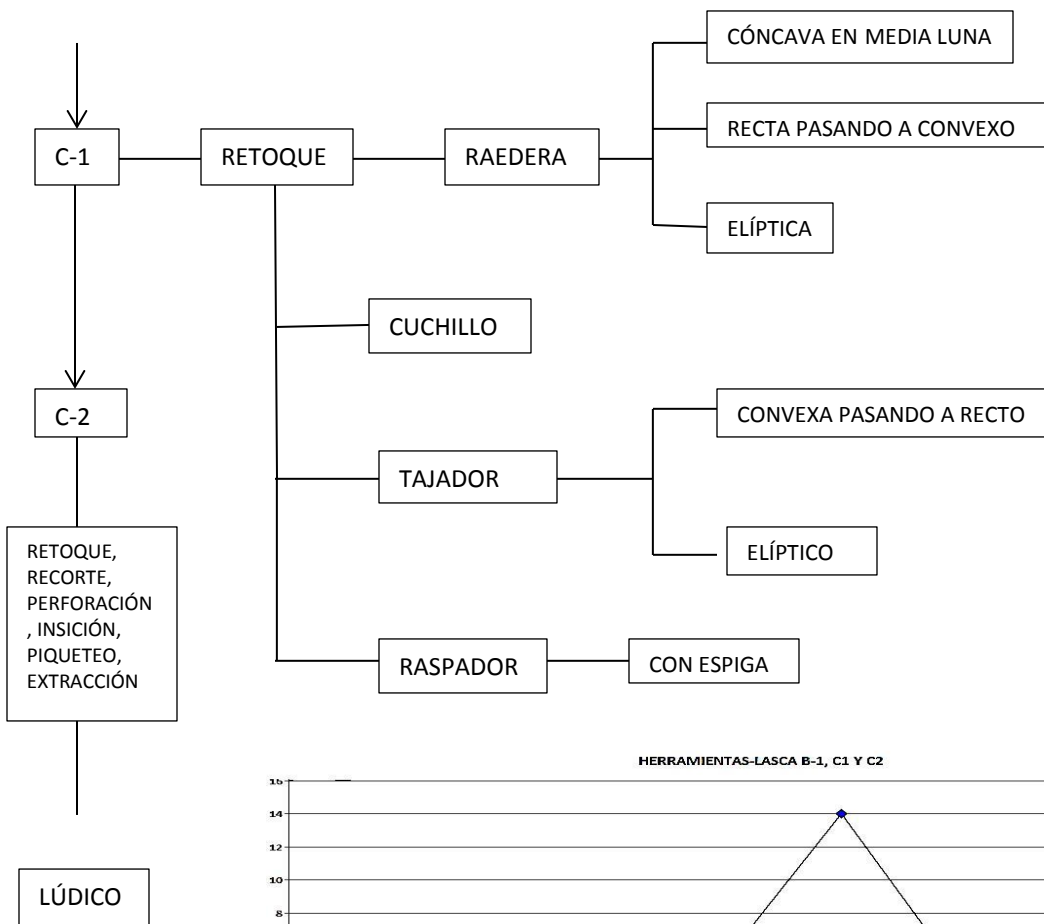 CÓNCAVA EN MEDIA LUNA
C-1
RETOQUE
RAEDERA
RECTA PASANDO A CONVEXO
ELÍPTICA
CUCHILLO
C-2
CONVEXA PASANDO A RECTO
TAJADOR
ELÍPTICO
RETOQUE,
RECORTE,
PERFORACIÓN
, INSICIÓN,
PIQUETEO,
EXTRACCIÓN
RASPADOR
CON ESPIGA
LÚDICO
HERRAMIENTAS-LASCA B-1, C1 Y C2
16
14
12
10
8